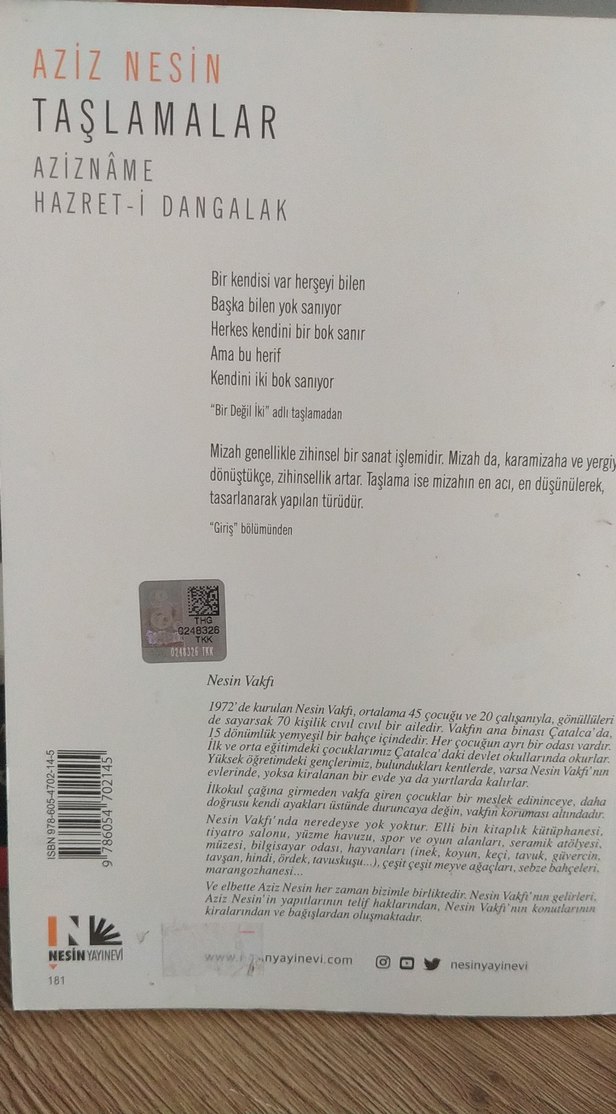 AZİZ NESİN
TAŞLAMALAR
AZİZNÂME
HAZRET-İ DANGALAK
Bir kendisi var herşeyi bilen
Başka bilen yok sanıyor
Herkes kendini bir bok sanır
Ama bu herif
Kendini iki bok sanıyor
“Bir Değil İki” adlı taşlamadan
Mizah genellikle zihinsel bir sanat işlemidir. Mizah da, karamizaha ve yergiy
dönüştükçe, zihinsellik artar. Taşlama ise mizahın en acı, en düşünülerek,
tasarlanarak yapılan türüdür.
“Giriş” bölümünden
THG
0248326
TKK
0248326 TKK
Nesin Vakfı
1972'de kurulan Nesin Vakfı, ortalama 45 çocuğu ve 20 çalışanıyla, gönüllüleri
de sayarsak 70 kişilik cıvıl cıvıl bir ailedir. Vakfın ana binası Çatalca'da,
15 dönümlük yemyeşil bir bahçe içindedir. Her çocuğun ayrı bir odası vardır.
İlk ve orta eğitimdeki çocuklarımız Çatalca'daki devlet okullarında okurlar.
Yüksek öğretimdeki gençlerimiz, bulundukları kentlerde, varsa Nesin Vakfı'nın
evlerinde, yoksa kiralanan bir evde ya da yurtlarda kalırlar.
İlkokul çağına girmeden vakfa giren çocuklar bir meslek edininceye, daha
doğrusu kendi ayakları üstünde duruncaya değin, vakfın koruması altındadır.
Nesin Vakfı'nda neredeyse yok yoktur. Elli bin kitaplık kütüphanesi,
tiyatro salonu, yüzme havuzu, spor ve oyun alanları, seramik atölyesi,
müzesi, bilgisayar odası, hayvanları (inek, koyun, keçi, tavuk, güvercin,
tavşan, hindi, ördek, tavuskuşu...), çeşit çeşit meyve ağaçları, sebze bahçeleri,
marangozhanesi...
Ve elbette Aziz Nesin her zaman bizimle birliktedir. Nesin Vakfı'nın gelirleri,
Aziz Nesin'in yapıtlarının telif haklarından, Nesin Vakfı'nın konutlarının
kiralarından ve bağışlardan oluşmaktadır.
ISBN 978-605-4702-14-5
9 786054 702145
NESİN YAYINEVİ
181
www. nyayinevi.com
nesinyayinevi